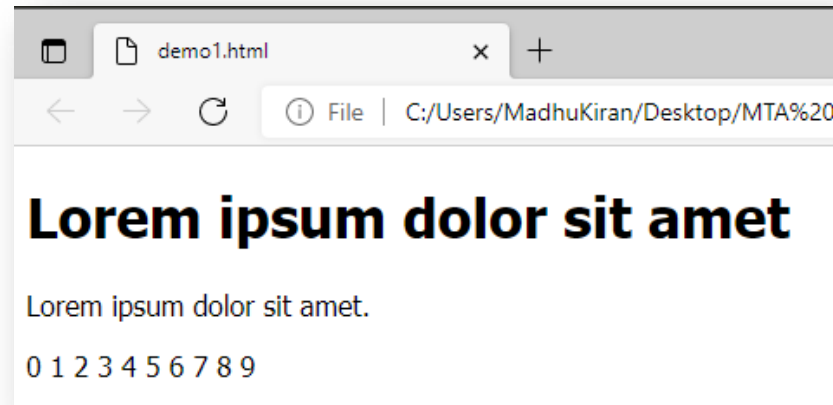 demo1.html
File C:/Users/MadhuKiran/Desktop/MTA%20
Lorem ipsum dolor sit amet
Lorem ipsum dolor sit amet.
0 1 2 3 4 5 6 7 8 9